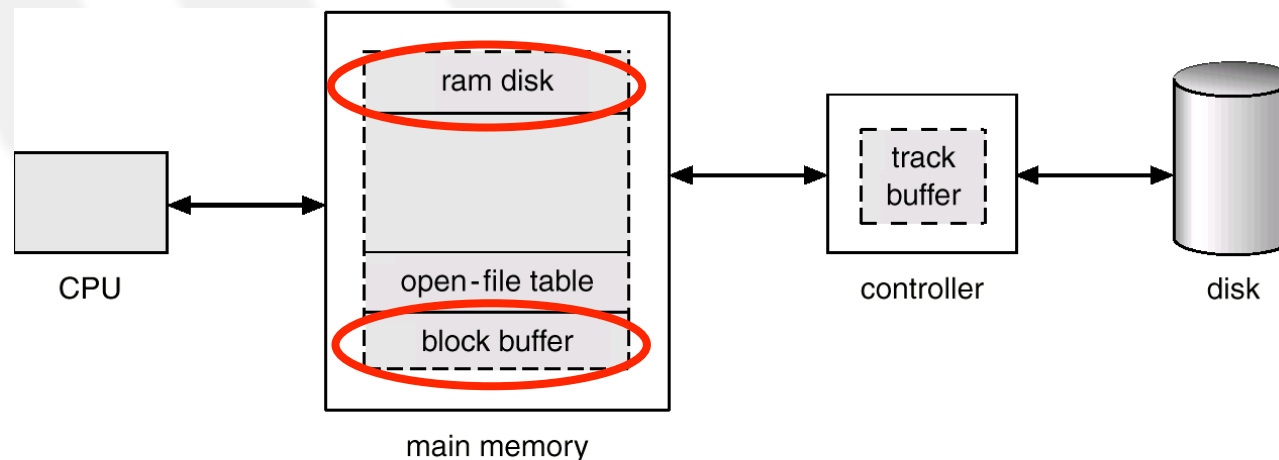 ram disk
track
buffer
open-file table
CPU
controller
disk
block buffer
main memory